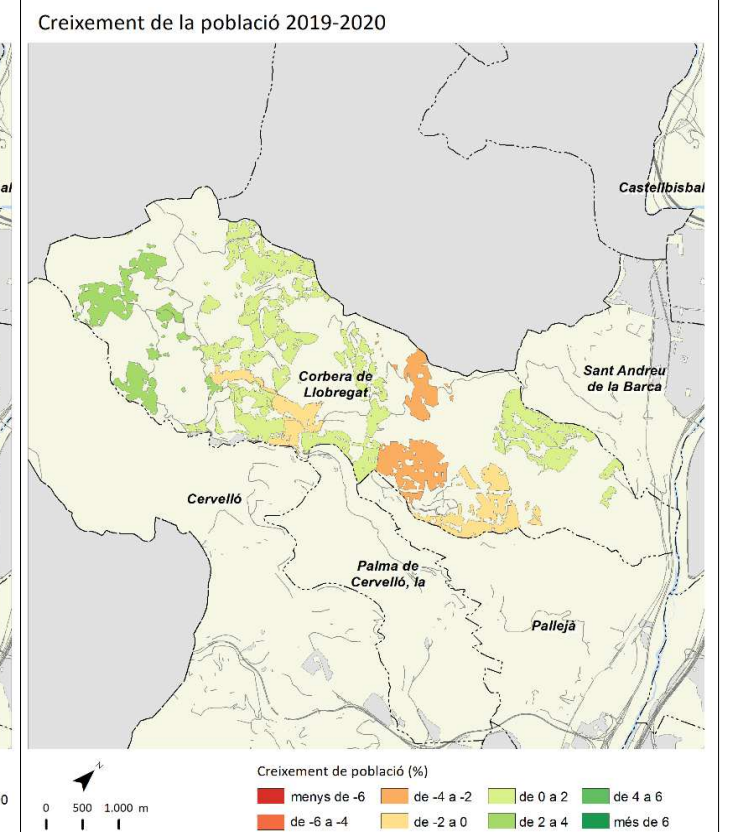 Creixement de la població 2019-2020
Castellbisbal
al
Corbera de
Llobregat
Sant Andreu
de la Barca
Cervelló
Palma de
Cervelló, la
Pallejà
N
0
0 500 1.000 m
Creixement de població (%)
menys de -6
de -4 a -2
de 0 a 2
de 4 a 6
de -6 a -4
de -2 a 0
de 2 a 4
més de 6